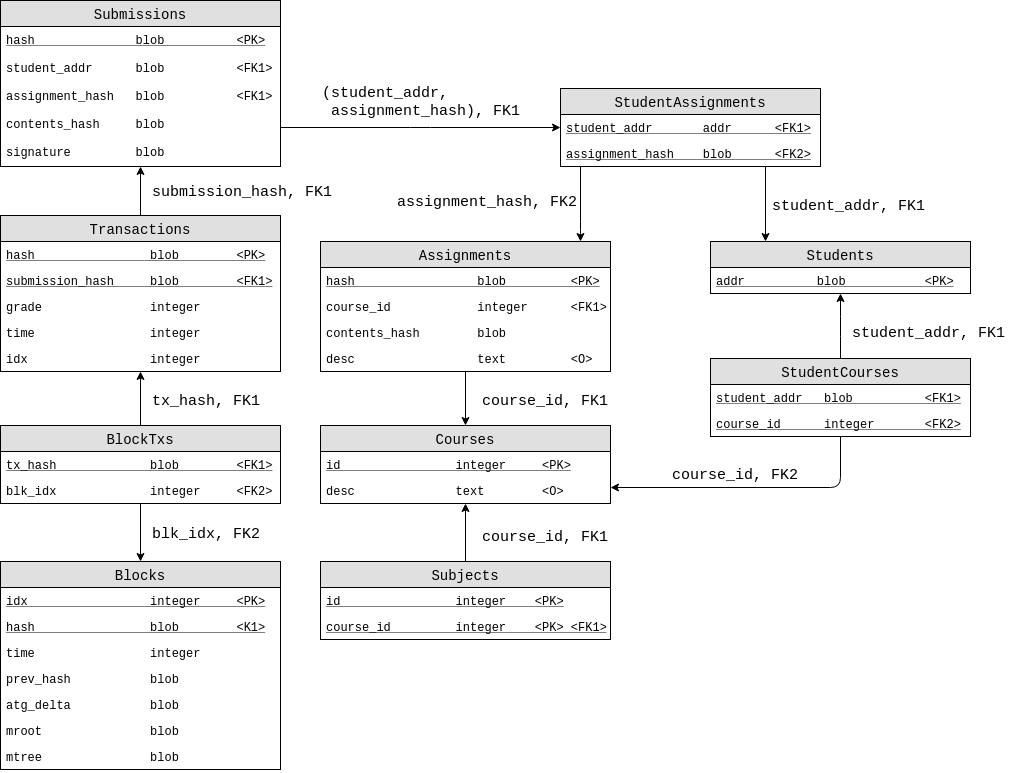 Submissions
hash blob <PK>
student_addr blob <FK1>
assignment_hash blob <FK1>
contents_hash blob
signature blob
(student_addr,
assignment_hash), FK1
StudentAssignments
student_addr addr <FK1>
assignment_hash blob <FK2>
submission_hash, FK1
assignment_hash, FK2
student_addr, FK1
Transactions
hash blob <PK>
submission_hash blob <FK1>
grade integer
time integer
idx integer
Assignments
hash blob <PK>
course_id integer <FK1>
contents_hash blob
desc text <O>
Students
addr blob <PK>
student_addr, FK1
StudentCourses
student_addr blob <FK1>
course_id integer <FK2>
tx_hash, FK1
course_id, FK1
BlockTxs
tx_hash blob <FK1>
blk_idx integer <FK2>
Courses
id integer <PK>
desc text <O>
course_id, FK2
blk_idx, FK2
course_id, FK1
Blocks
idx integer <PK>
hash blob <K1>
time integer
prev_hash blob
atg_delta blob
mroot blob
mtree blob
Subjects
id integer <PK>
course_id integer <PK> <FK1>